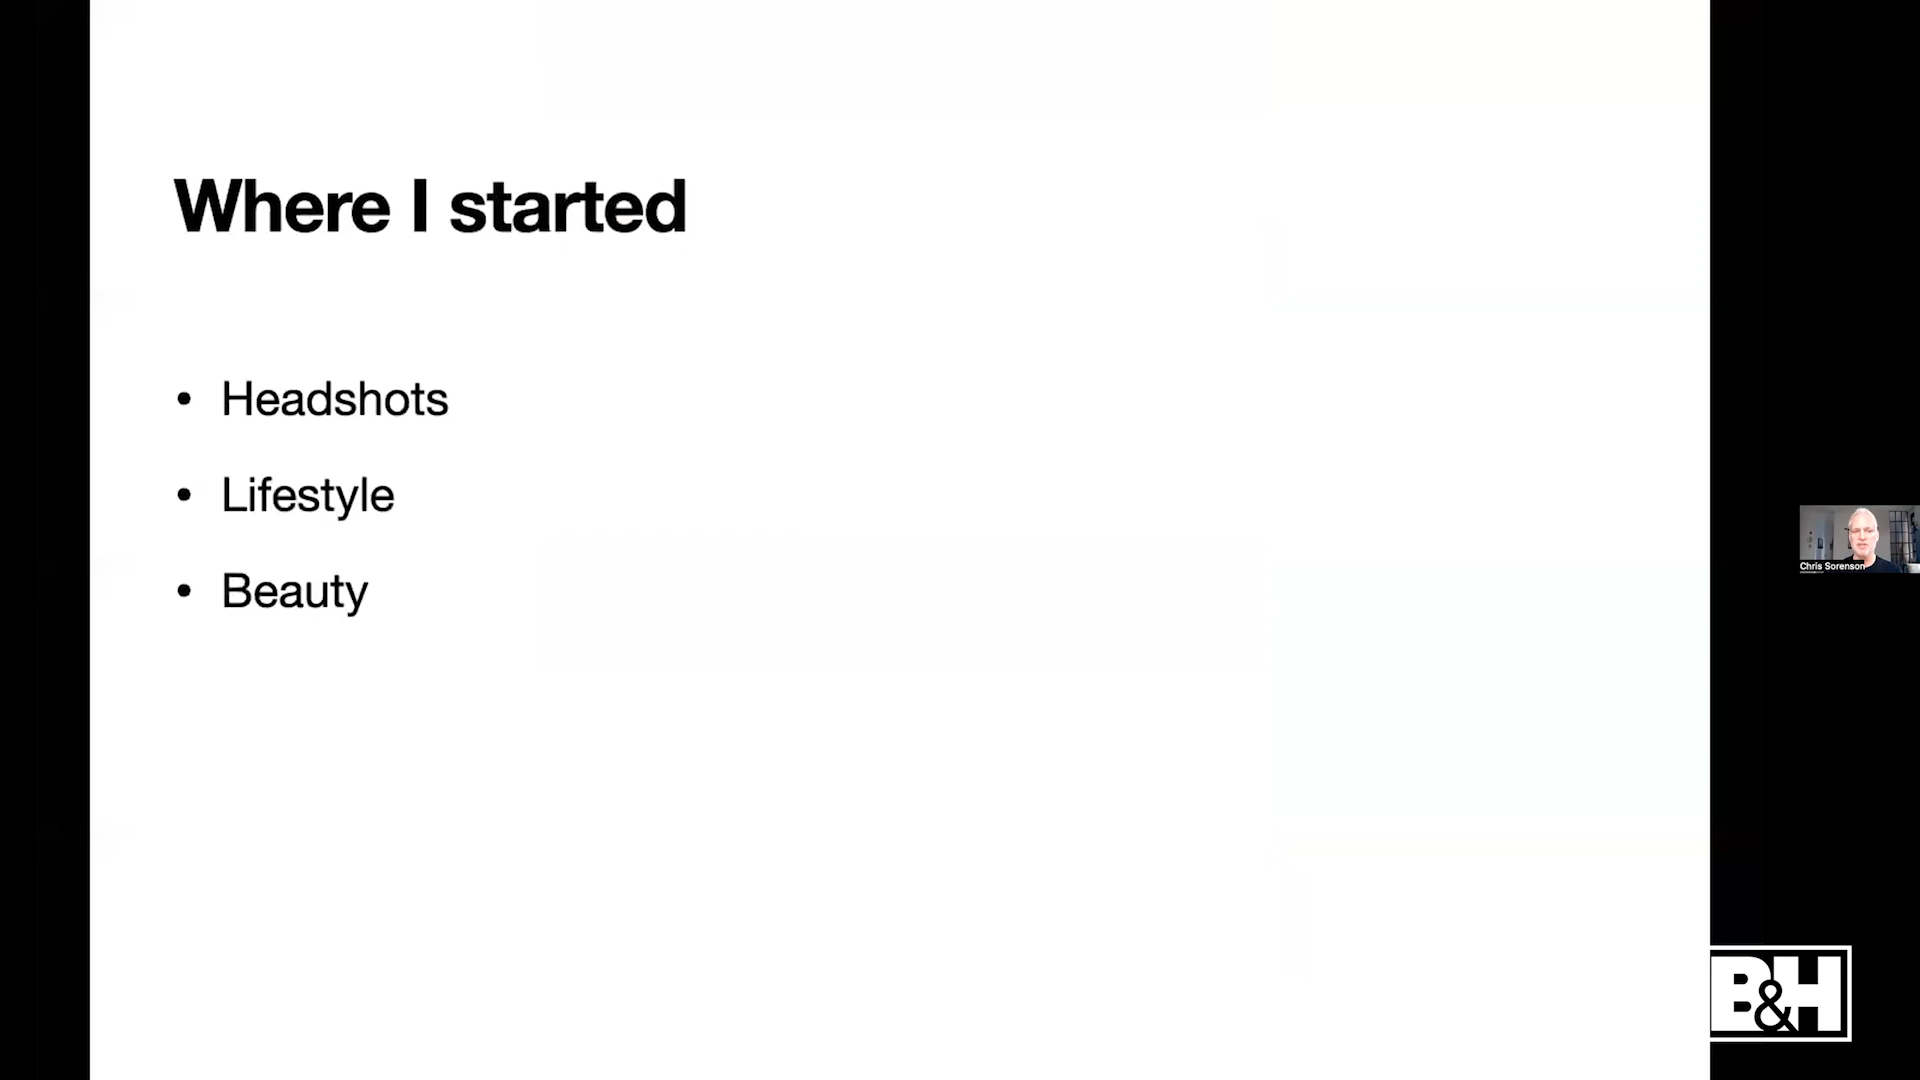 Where I started
• Headshots
• Lifestyle
• Beauty
Chris Sorenson
B&H